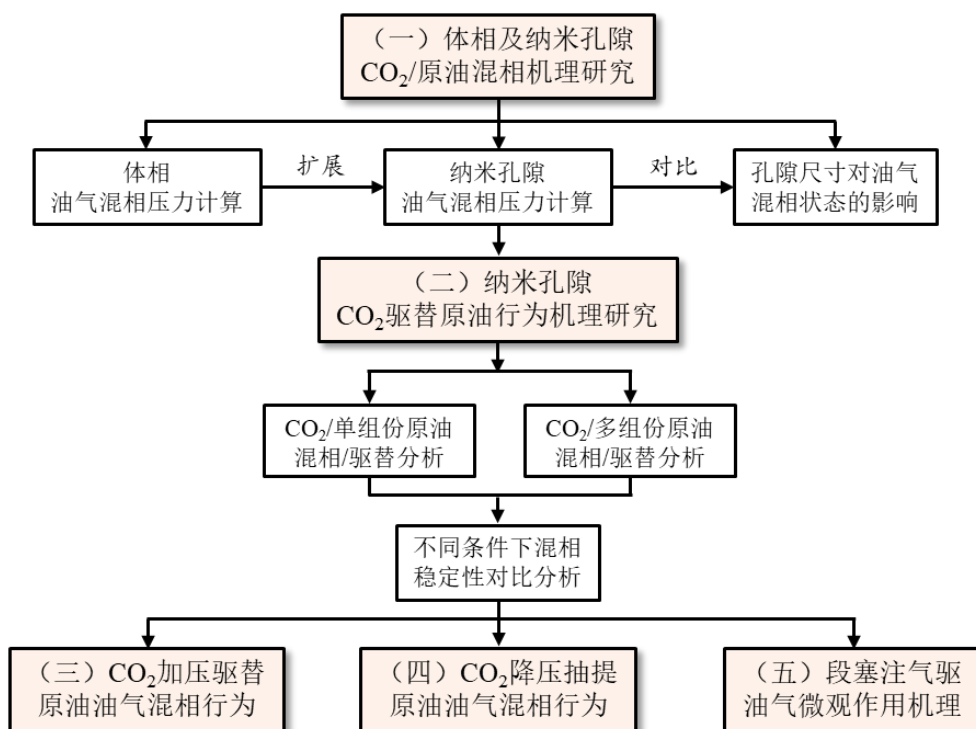 （一）体相及纳米孔隙
CO₂/原油混相机理研究
体相
油气混相压力计算
扩展
纳米孔隙
油气混相压力计算
对比
孔隙尺寸对油气
混相状态的影响
（二）纳米孔隙
CO₂驱替原油行为机理研究
CO₂/单组份原油
混相/驱替分析
CO₂/多组份原油
混相/驱替分析
不同条件下混相
稳定性对比分析
（三）CO₂加压驱替
原油油气混相行为
（四）CO₂降压抽提
原油油气混相行为
（五）段塞注气驱
油气微观作用机理